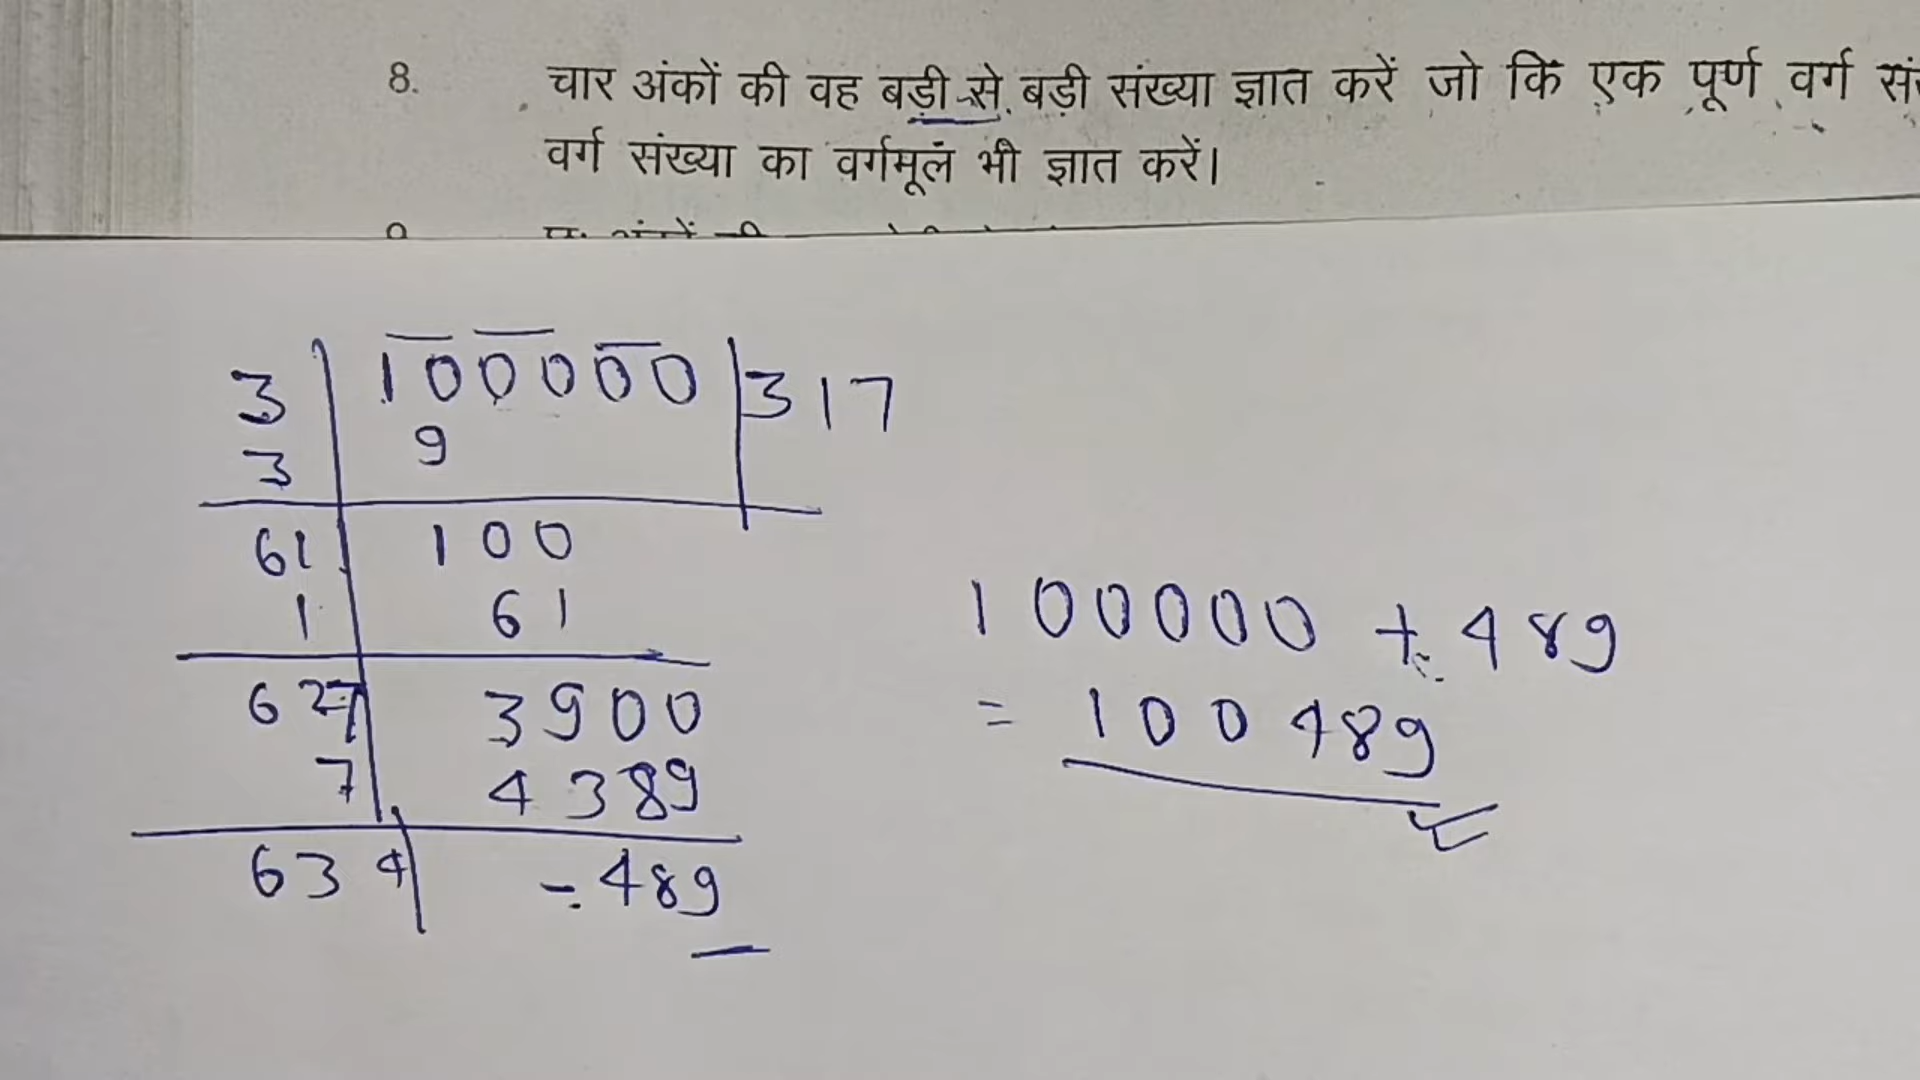 8. चार अंकों की वह बड़ी से बड़ी संख्या ज्ञात करें जो कि एक पूर्ण वर्ग
वर्ग संख्या का वर्गमूल भी ज्ञात करें।
3 100000 317
3 9
61 100
1 61
627 3900
7 4389
634 - 489
100000 + 489
= 100489